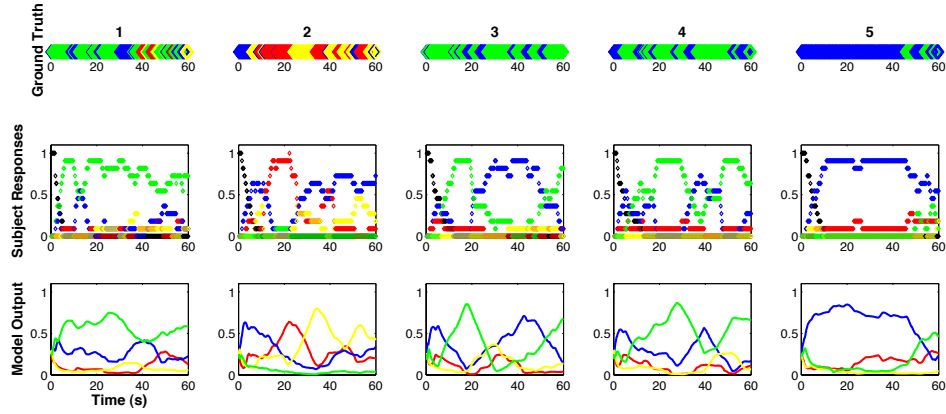 1 2 3 4 5
Ground Truth
0 20 40 60 0 20 40 60 0 20 40 60 0 20 40 60 0 20 40 60
Subject Responses
1 1 1 1 1
0.5 0.5 0.5 0.5 0.5
0 0 0 0 0
0 20 40 60 0 20 40 60 0 20 40 60 0 20 40 60 0 20 40 60
Model Output
1 1 1 1 1
0.5 0.5 0.5 0.5 0.5
0 0 0 0 0
0 20 40 60 0 20 40 60 0 20 40 60 0 20 40 60 0 20 40 60
Time (s)